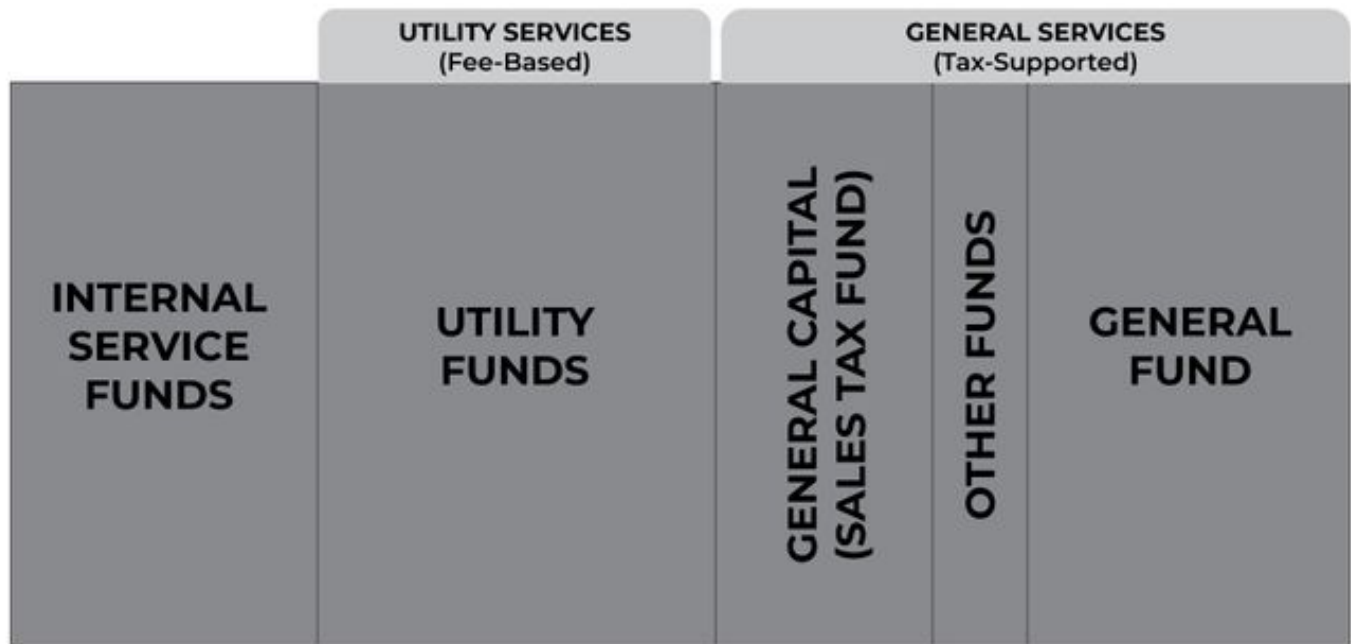 UTILITY SERVICES
(Fee-Based)
GENERAL SERVICES
(Tax-Supported)
INTERNAL
SERVICE
FUNDS
UTILITY
FUNDS
GENERAL CAPITAL
(SALES TAX FUND)
OTHER FUNDS
GENERAL
FUND